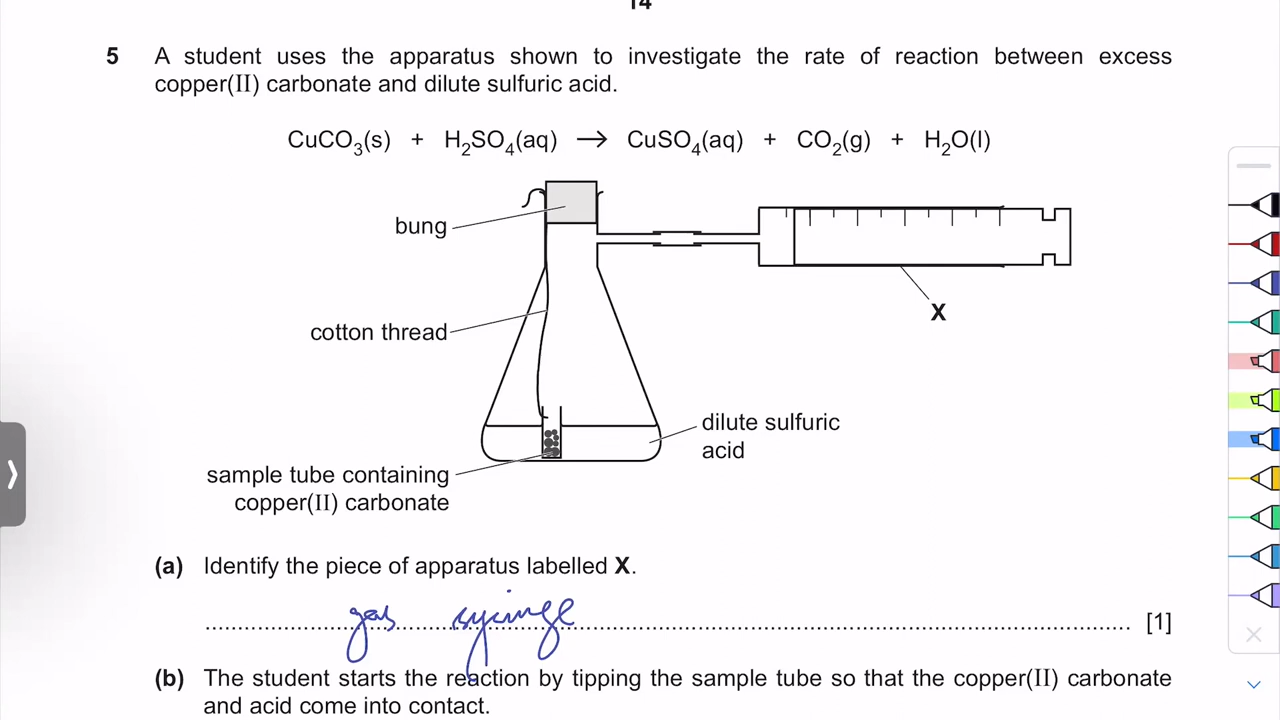 14
5 A student uses the apparatus shown to investigate the rate of reaction between excess
copper(II) carbonate and dilute sulfuric acid.
CuCO₃(s) + H₂SO₄(aq) → CuSO₄(aq) + CO₂(g) + H₂O(l)
bung
X
cotton thread
dilute sulfuric
acid
sample tube containing
copper(II) carbonate
(a) Identify the piece of apparatus labelled X.
gas syringe
[1]
(b) The student starts the reaction by tipping the sample tube so that the copper(II) carbonate
and acid come into contact.